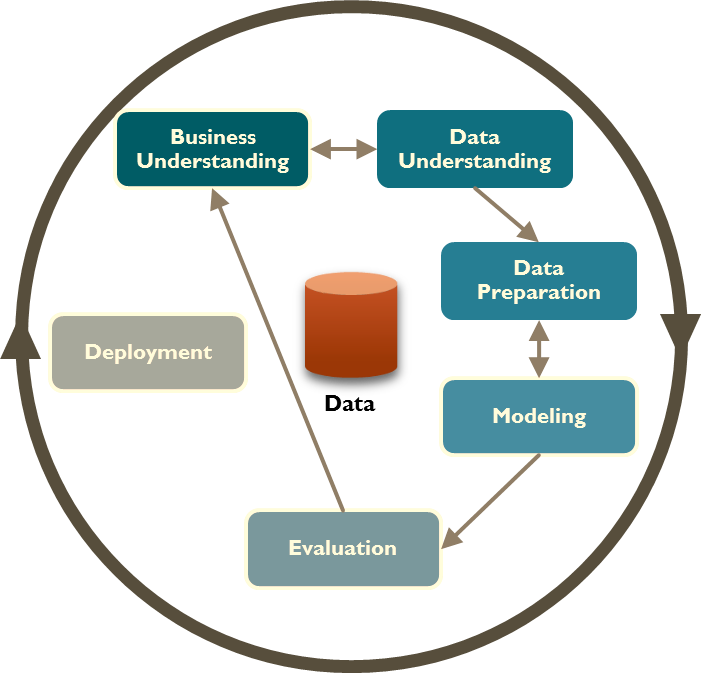 Business
Understanding
Data
Understanding
Data
Preparation
Deployment
Data
Modeling
Evaluation